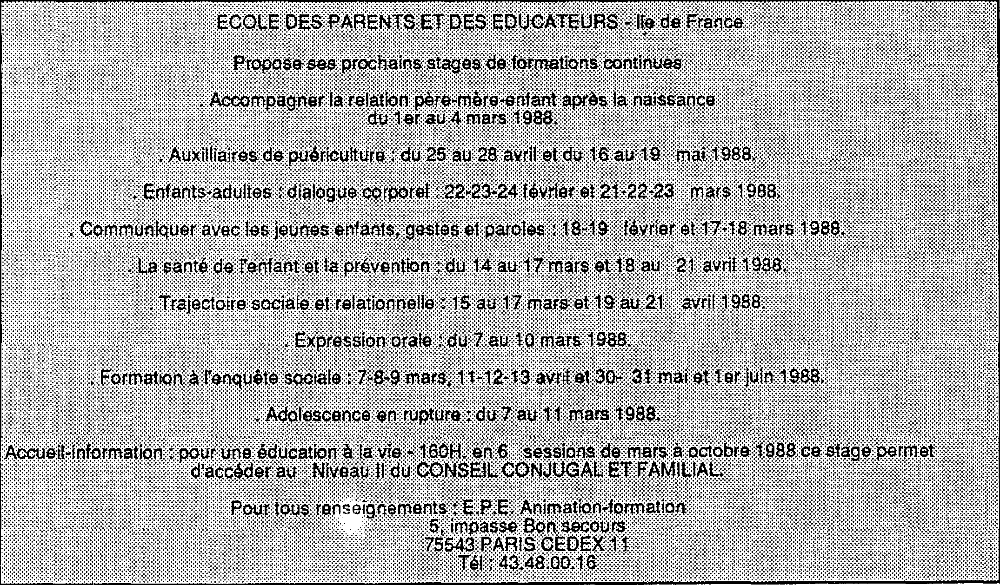 ECOLE DES PARENTS ET DES EDUCATEURS - Ile de France
Propose ses prochains stages de formations continues
. Accompagner la relation père-mère-enfant après la naissance
du 1er au 4 mars 1988.
. Auxilliaires de puériculture : du 25 au 28 avril et du 16 au 19 mai 1988.
. Enfants-adultes : dialogue corporel : 22-23-24 février et 21-22-23 mars 1988.
. Communiquer avec les jeunes enfants, gestes et paroles : 18-19 février et 17-18 mars 1988.
. La santé de l'enfant et la prévention : du 14 au 17 mars et 18 au 21 avril 1988.
. Trajectoire sociale et relationnelle : 15 au 17 mars et 19 au 21 avril 1988.
. Expression orale : du 7 au 10 mars 1988.
. Formation à l'enquête sociale : 7-8-9 mars, 11-12-13 avril et 30- 31 mai et 1er juin 1988.
. Adolescence en rupture : du 7 au 11 mars 1988.
Accueil-information : pour une éducation à la vie - 160H. en 6 sessions de mars à octobre 1988 ce stage permet
d'accéder au Niveau II du CONSEIL CONJUGAL ET FAMILIAL.
Pour tous renseignements : E.P.E. Animation-formation
5, impasse Bon secours
75543 PARIS CEDEX 11
Tél : 43.48.00.16